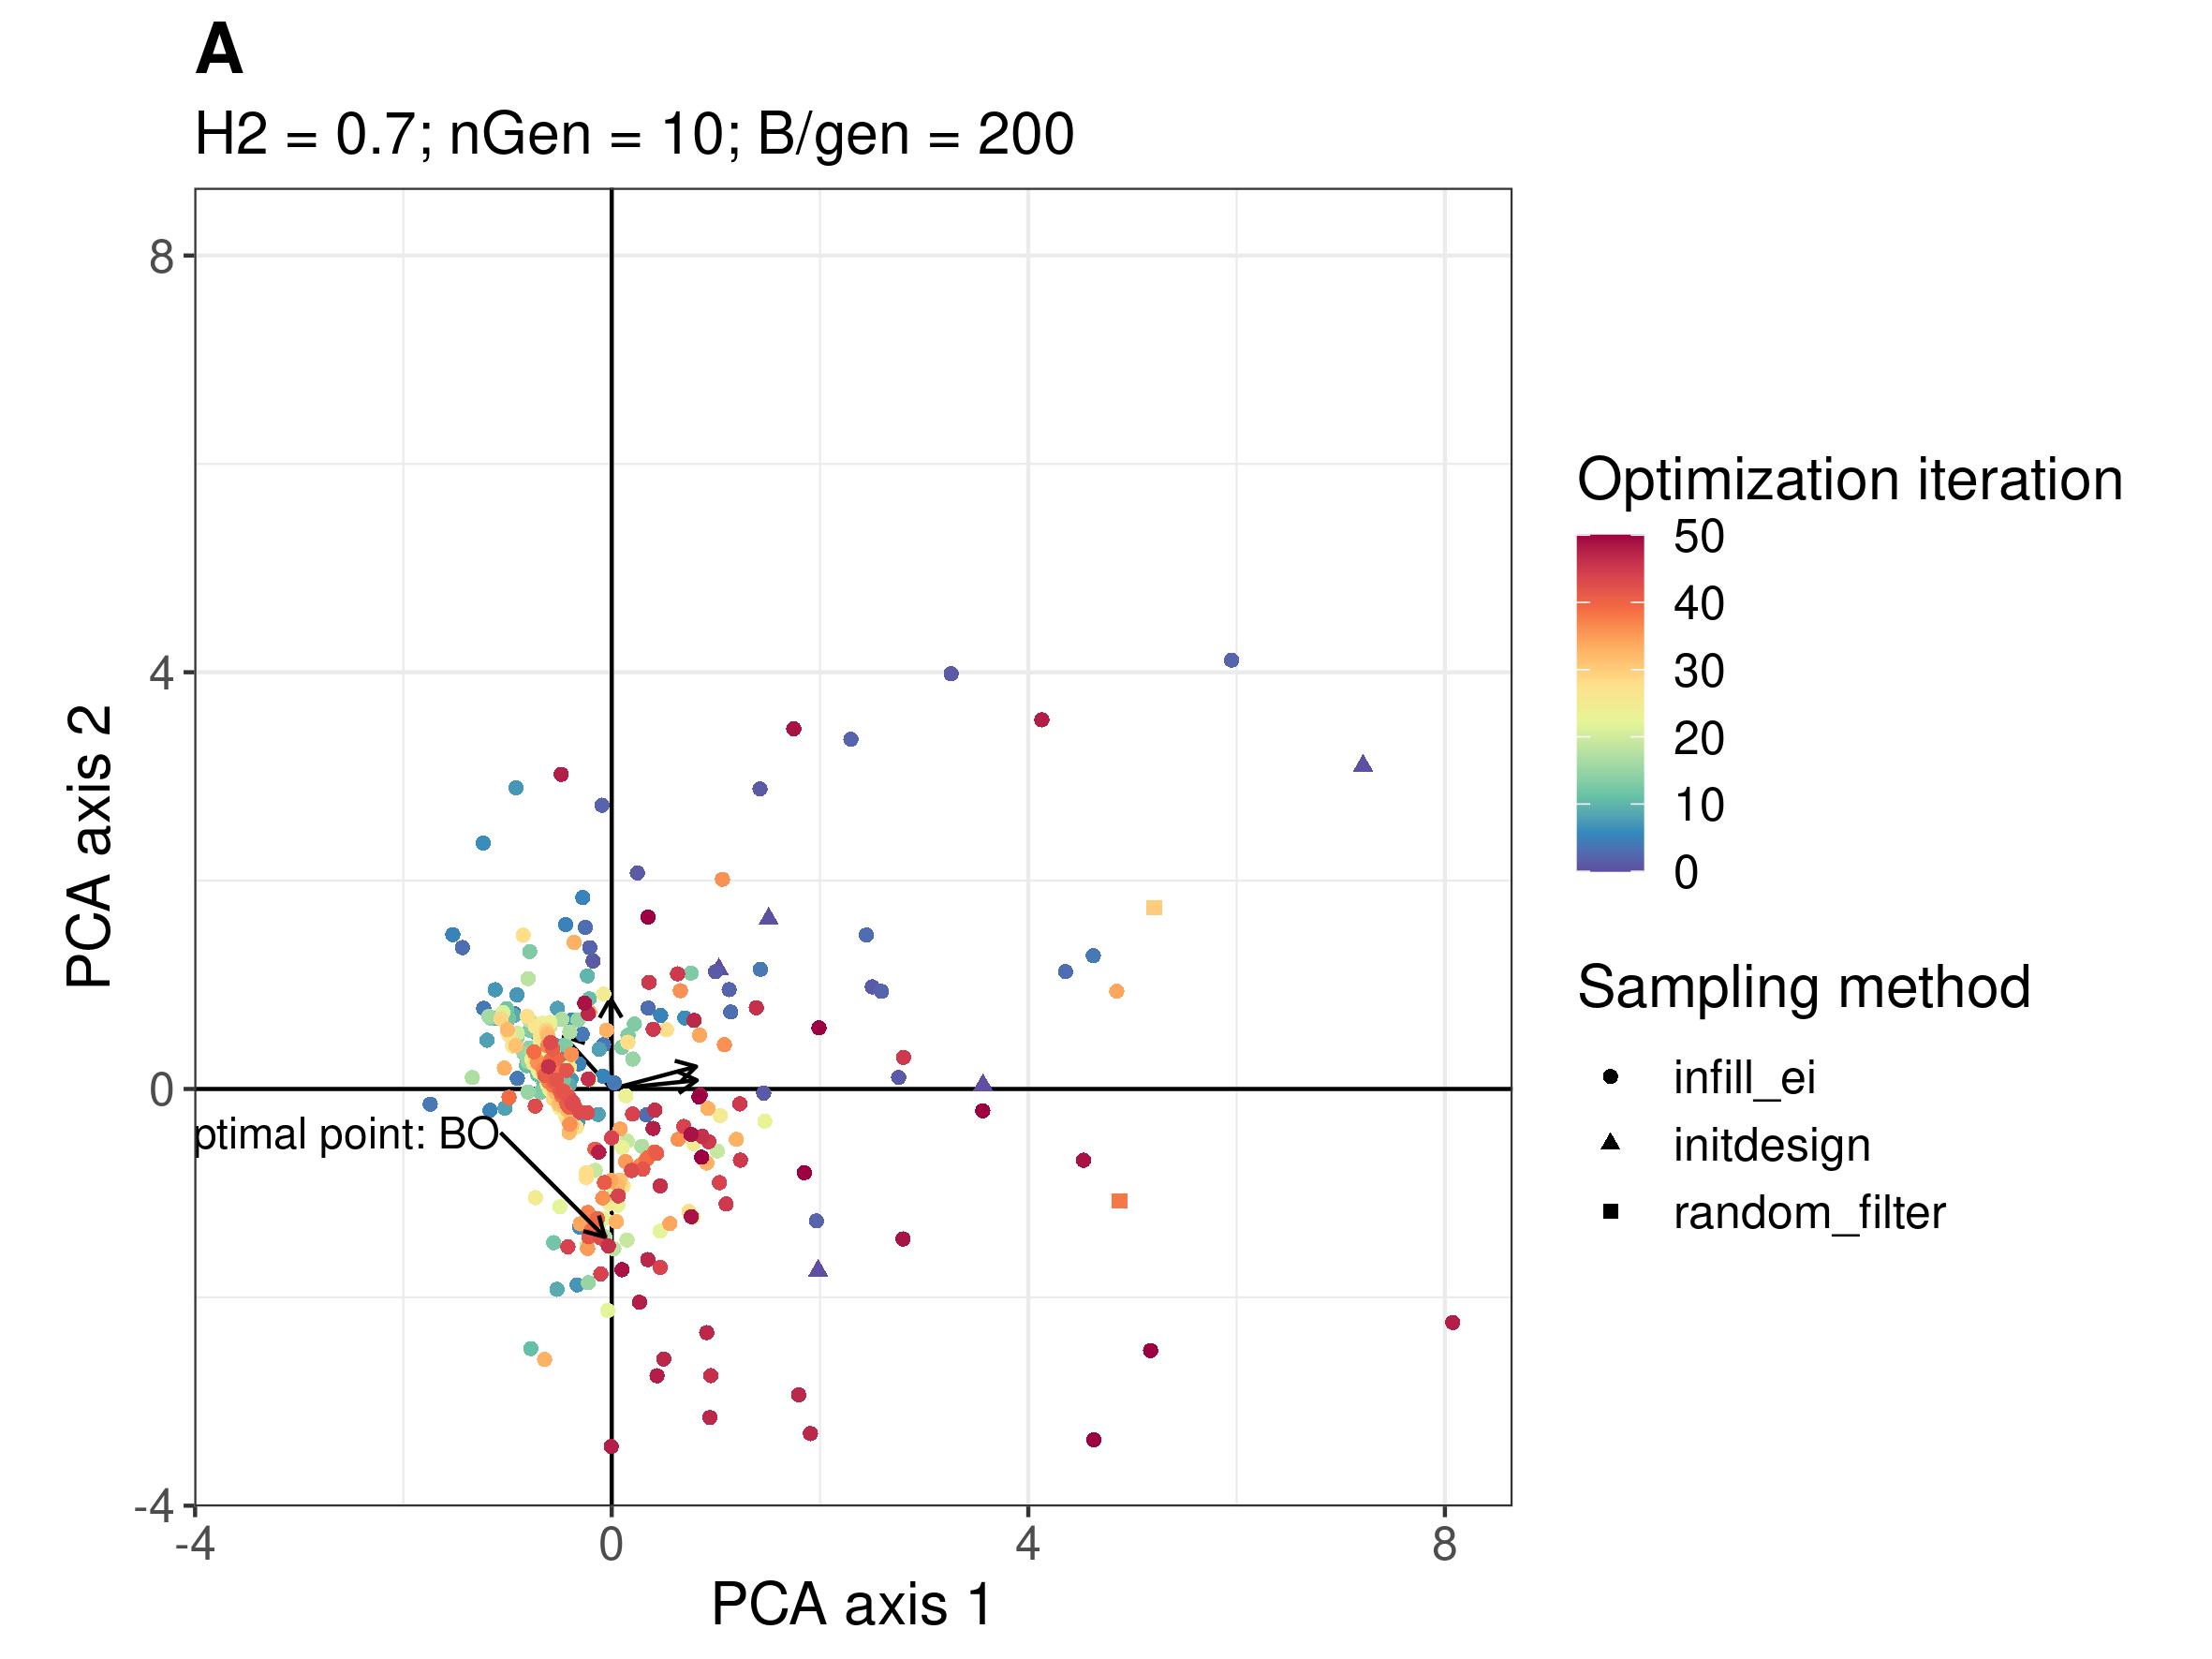 A
H2 = 0.7; nGen = 10; B/gen = 200
8
4
0
-4
-4
0
4
8
PCA axis 1
PCA axis 2
ptimal point: BO
Optimization iteration
50
40
30
20
10
0
Sampling method
infill_ei
initdesign
random_filter